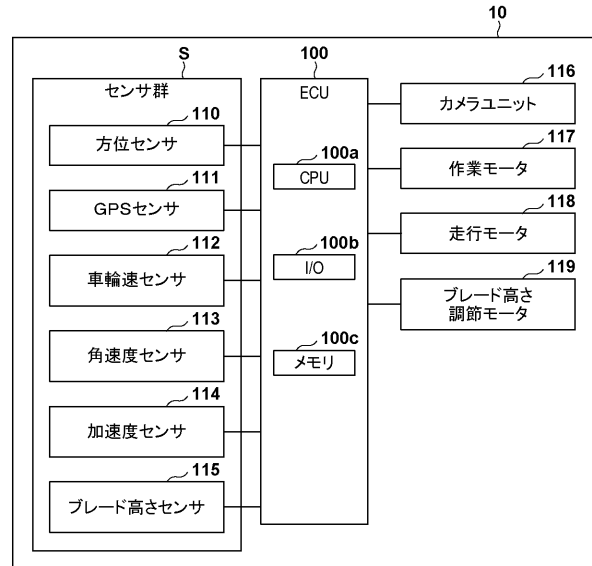 10
S
センサ群
110
方位センサ
111
GPSセンサ
112
車輪速センサ
113
角速度センサ
114
加速度センサ
115
ブレード高さセンサ
100
ECU
100a
CPU
100b
I/O
100c
メモリ
116
カメラユニット
117
作業モータ
118
走行モータ
119
ブレード高さ
調節モータ